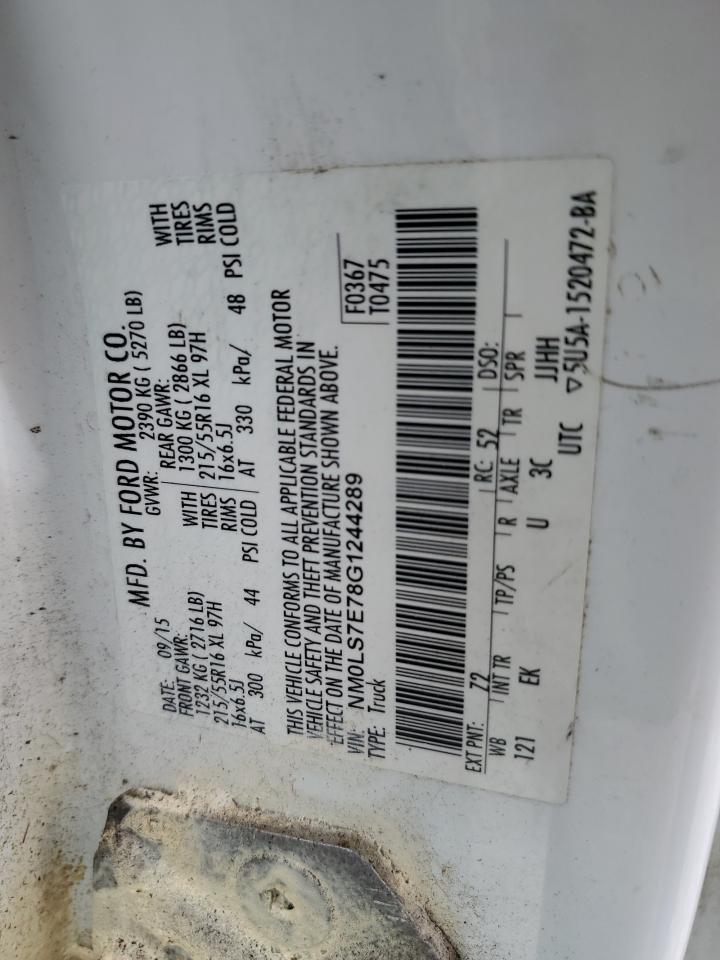 MFD. BY FORD MOTOR CO.
DATE: 09/15 GVWR: 2390 KG ( 5270 LB)
FRONT GAWR: REAR GAWR: WITH
1232 KG ( 2716 LB) WITH 1300 KG ( 2866 LB) TIRES
215/55R16 XL 97H TIRES 215/55R16 XL 97H RIMS
16x6.5J RIMS 16x6.5J
AT 300 kPa/ 44 PSI COLD AT 330 kPa/ 48 PSI COLD
THIS VEHICLE CONFORMS TO ALL APPLICABLE FEDERAL MOTOR
VEHICLE SAFETY AND THEFT PREVENTION STANDARDS IN
EFFECT ON THE DATE OF MANUFACTURE SHOWN ABOVE.
VIN: NM0LS7E78G1244289 F0367
TYPE: Truck T0475
EXT PNT: Z2 RC: 52 DSO:
WB INT TR TP/PS R AXLE TR SPR
121 EK U 3C JJHH
UTC ▽5U5A-1520472-BA